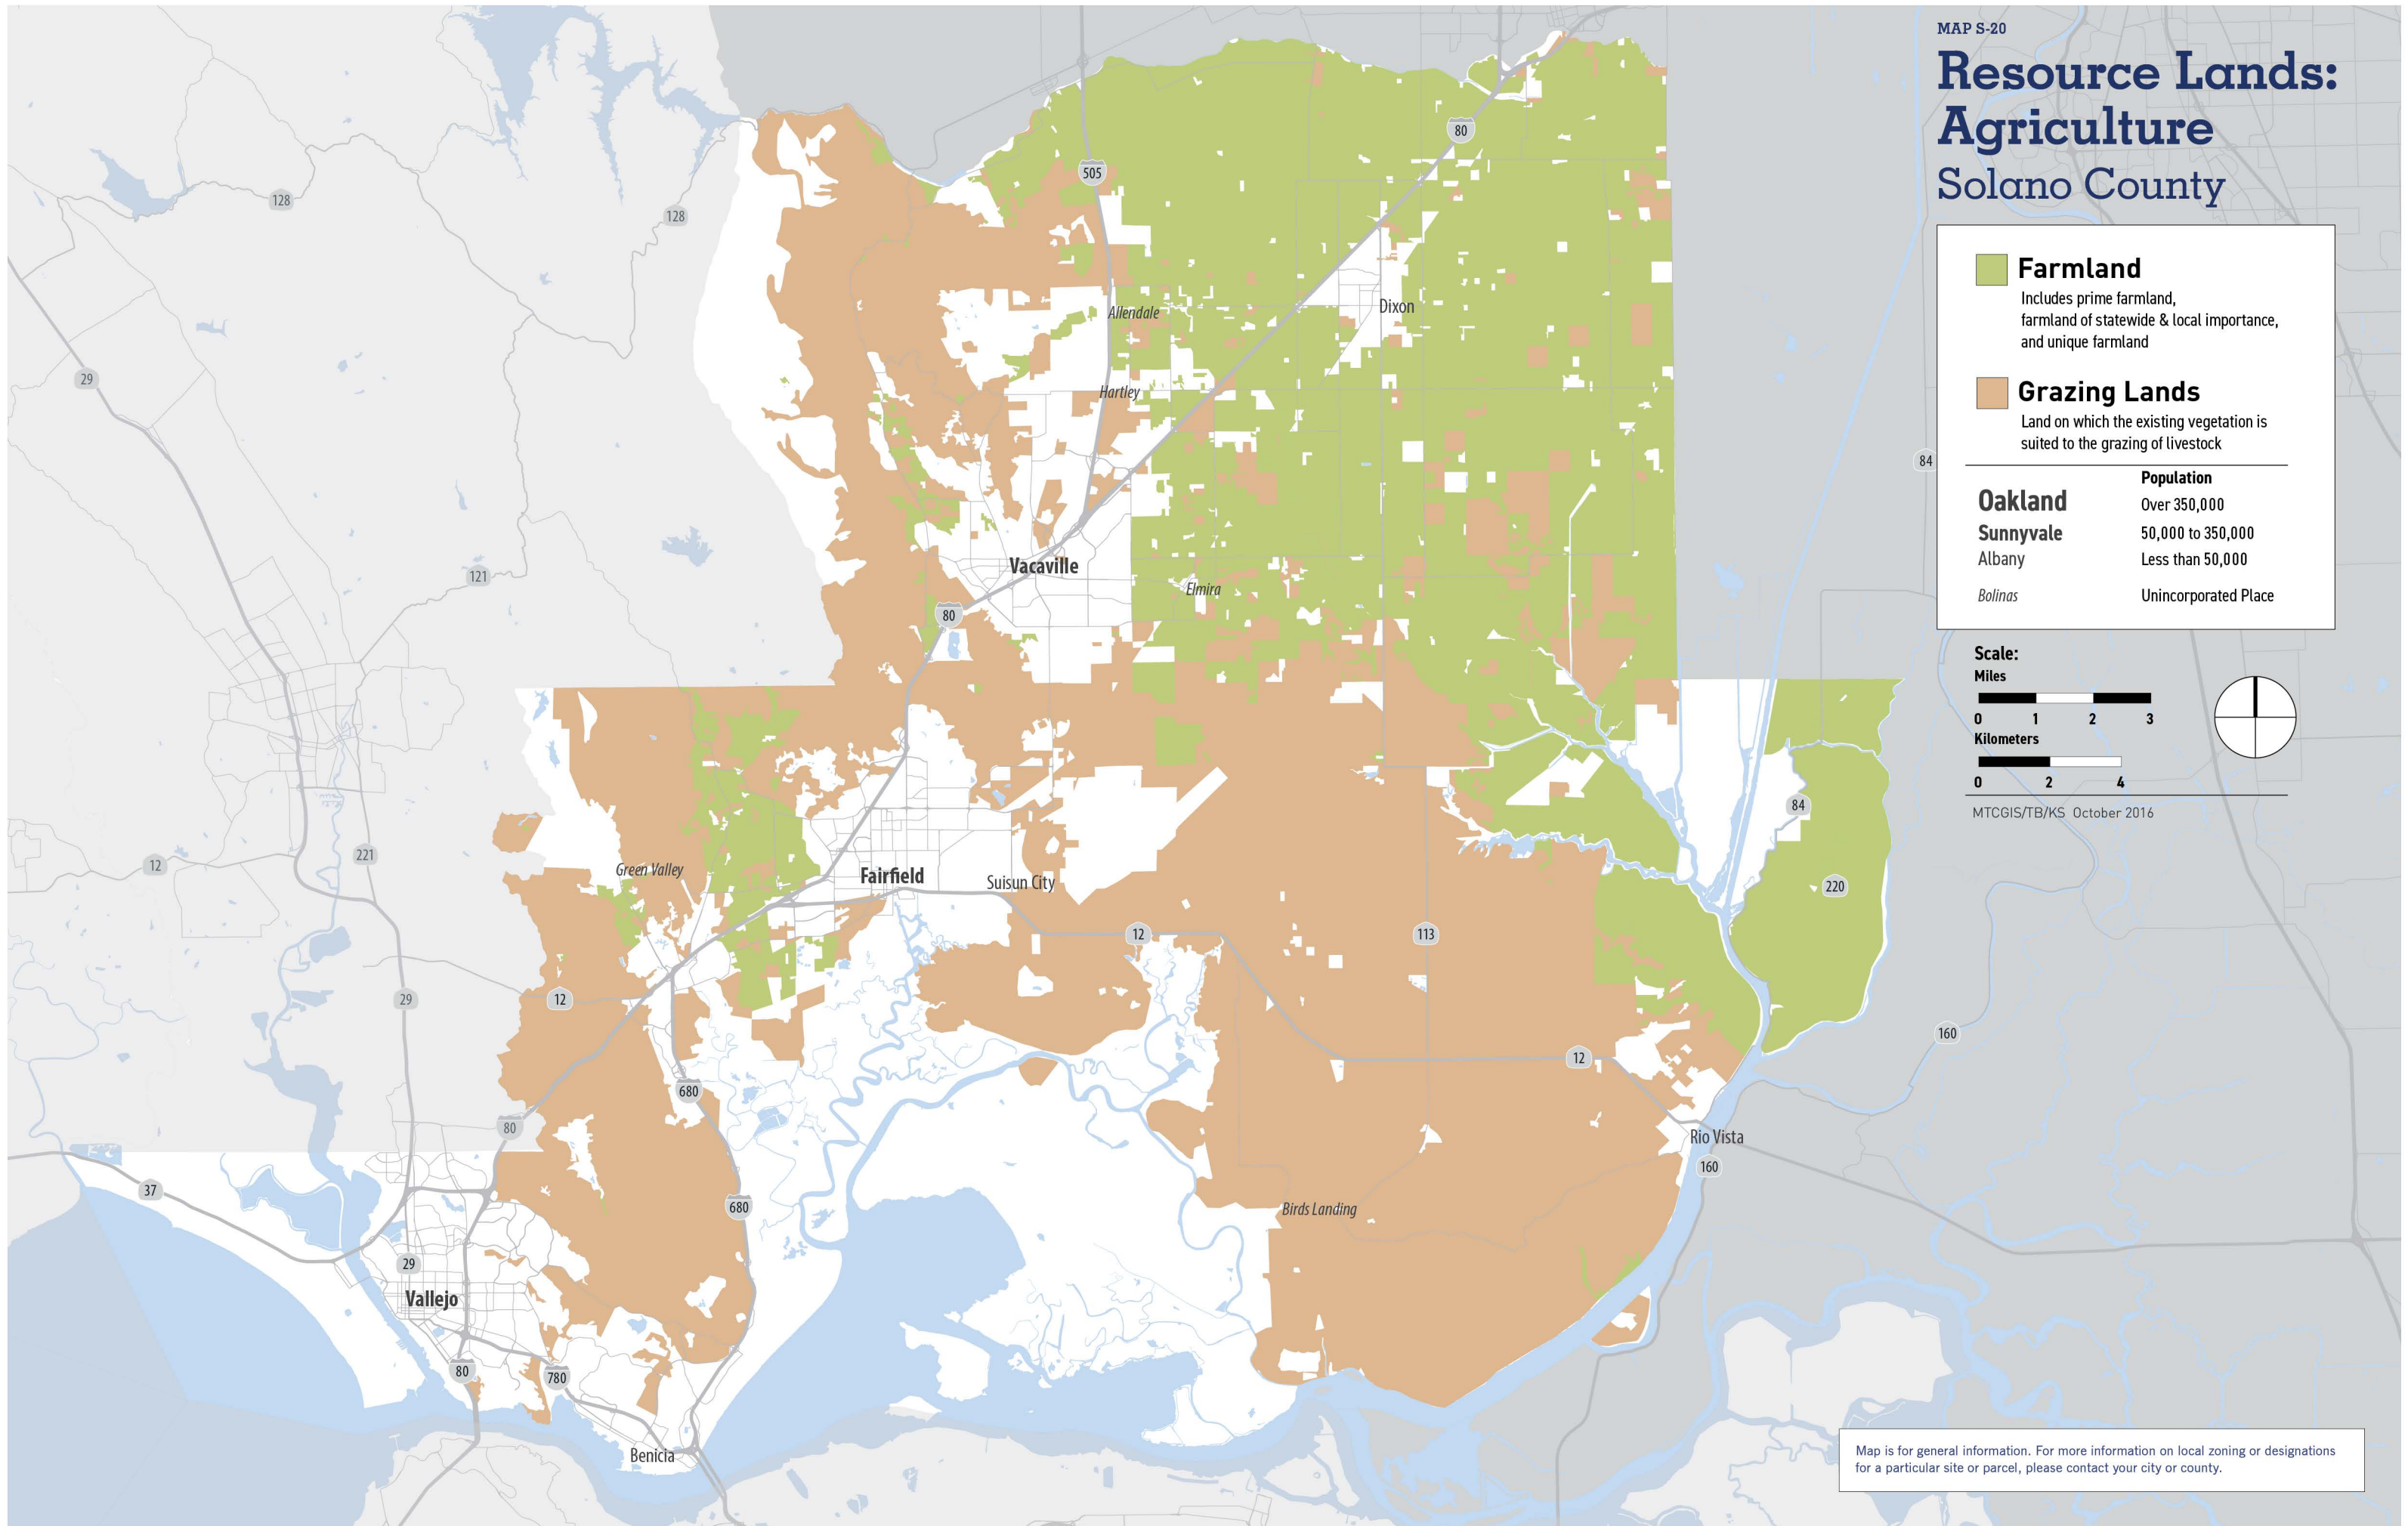 MAP S-20
Resource Lands:
Agriculture
Solano County
Farmland
Includes prime farmland,
farmland of statewide & local importance,
and unique farmland
Grazing Lands
Land on which the existing vegetation is
suited to the grazing of livestock
Population
Oakland Over 350,000
Sunnyvale 50,000 to 350,000
Albany Less than 50,000
Bolinas Unincorporated Place
Scale:
Miles
0 1 2 3
Kilometers
0 2 4
MTCGIS/TB/KS October 2016
80
505
128
128
Allendale
Dixon
29
Hartley
84
Vacaville
121
Elmira
80
84
221
12
Green Valley
Fairfield
Suisun City
220
12
113
29
12
160
12
680
80
Rio Vista
160
37
680
Birds Landing
29
Vallejo
80
780
Benicia
Map is for general information. For more information on local zoning or designations
for a particular site or parcel, please contact your city or county.